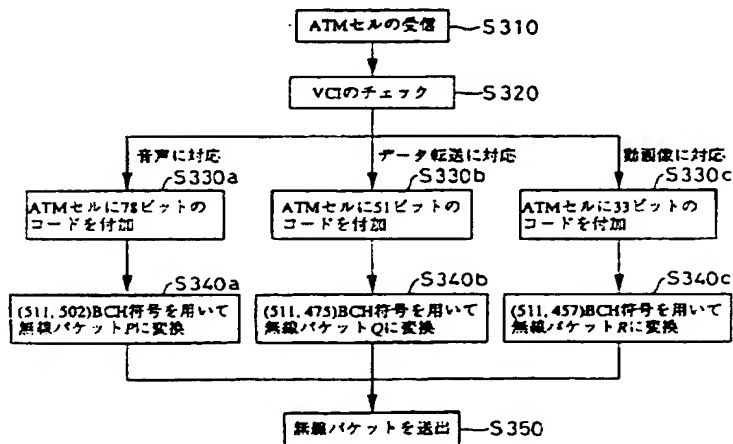 ATMセルの受信
S310
VCIのチェック
S320
音声に対応
データ転送に対応
動画像に対応
S330a
S330b
S330c
ATMセルに78ビットの
コードを付加
ATMセルに51ビットの
コードを付加
ATMセルに33ビットの
コードを付加
S340a
S340b
S340c
(511, 502)BCH符号を用いて
無線パケットPに変換
(511, 475)BCH符号を用いて
無線パケットQに変換
(511, 457)BCH符号を用いて
無線パケットRに変換
無線パケットを送出
S350